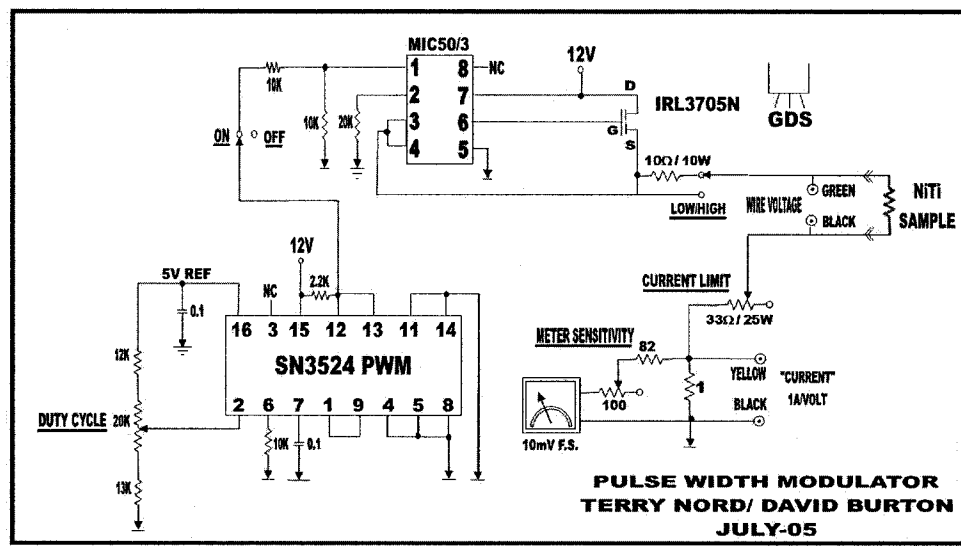 MIC50/3
1 8 NC
2 7
3 6
4 5
12V
D
G
S
IRL3705N
GDS
10K
10K
20K
ON OFF
10Ω / 10W
LOW/HIGH
WIRE VOLTAGE
GREEN
BLACK
NiTi
SAMPLE
12V
2.2K
5V REF
0.1
NC
16 3 15 12 13 11 14
SN3524 PWM
2 6 7 1 9 4 5 8
12K
DUTY CYCLE 20K
13K
10K 0.1
CURRENT LIMIT
33Ω / 25W
METER SENSITIVITY
82
100
1
YELLOW
BLACK
"CURRENT"
1A/VOLT
10mV F.S.
PULSE WIDTH MODULATOR
TERRY NORD/ DAVID BURTON
JULY-05